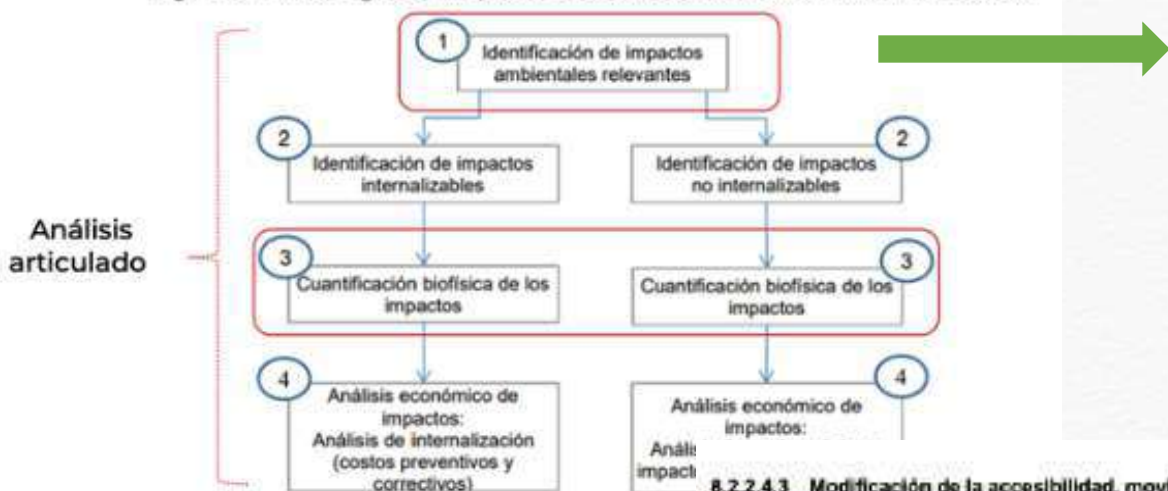 1
Identificación de impactos
ambientales relevantes
2
Identificación de impactos
internalizables
2
Identificación de impactos
no internalizables
Análisis
articulado
3
Cuantificación biofísica de los
impactos
3
Cuantificación biofísica de los
impactos
4
Análisis económico de
impactos:
Análisis de internalización
(costos preventivos y
correctivos)
4
Análisis económico de
impactos:
8.2.2.4.3 Modificación de la accesibilidad, mov